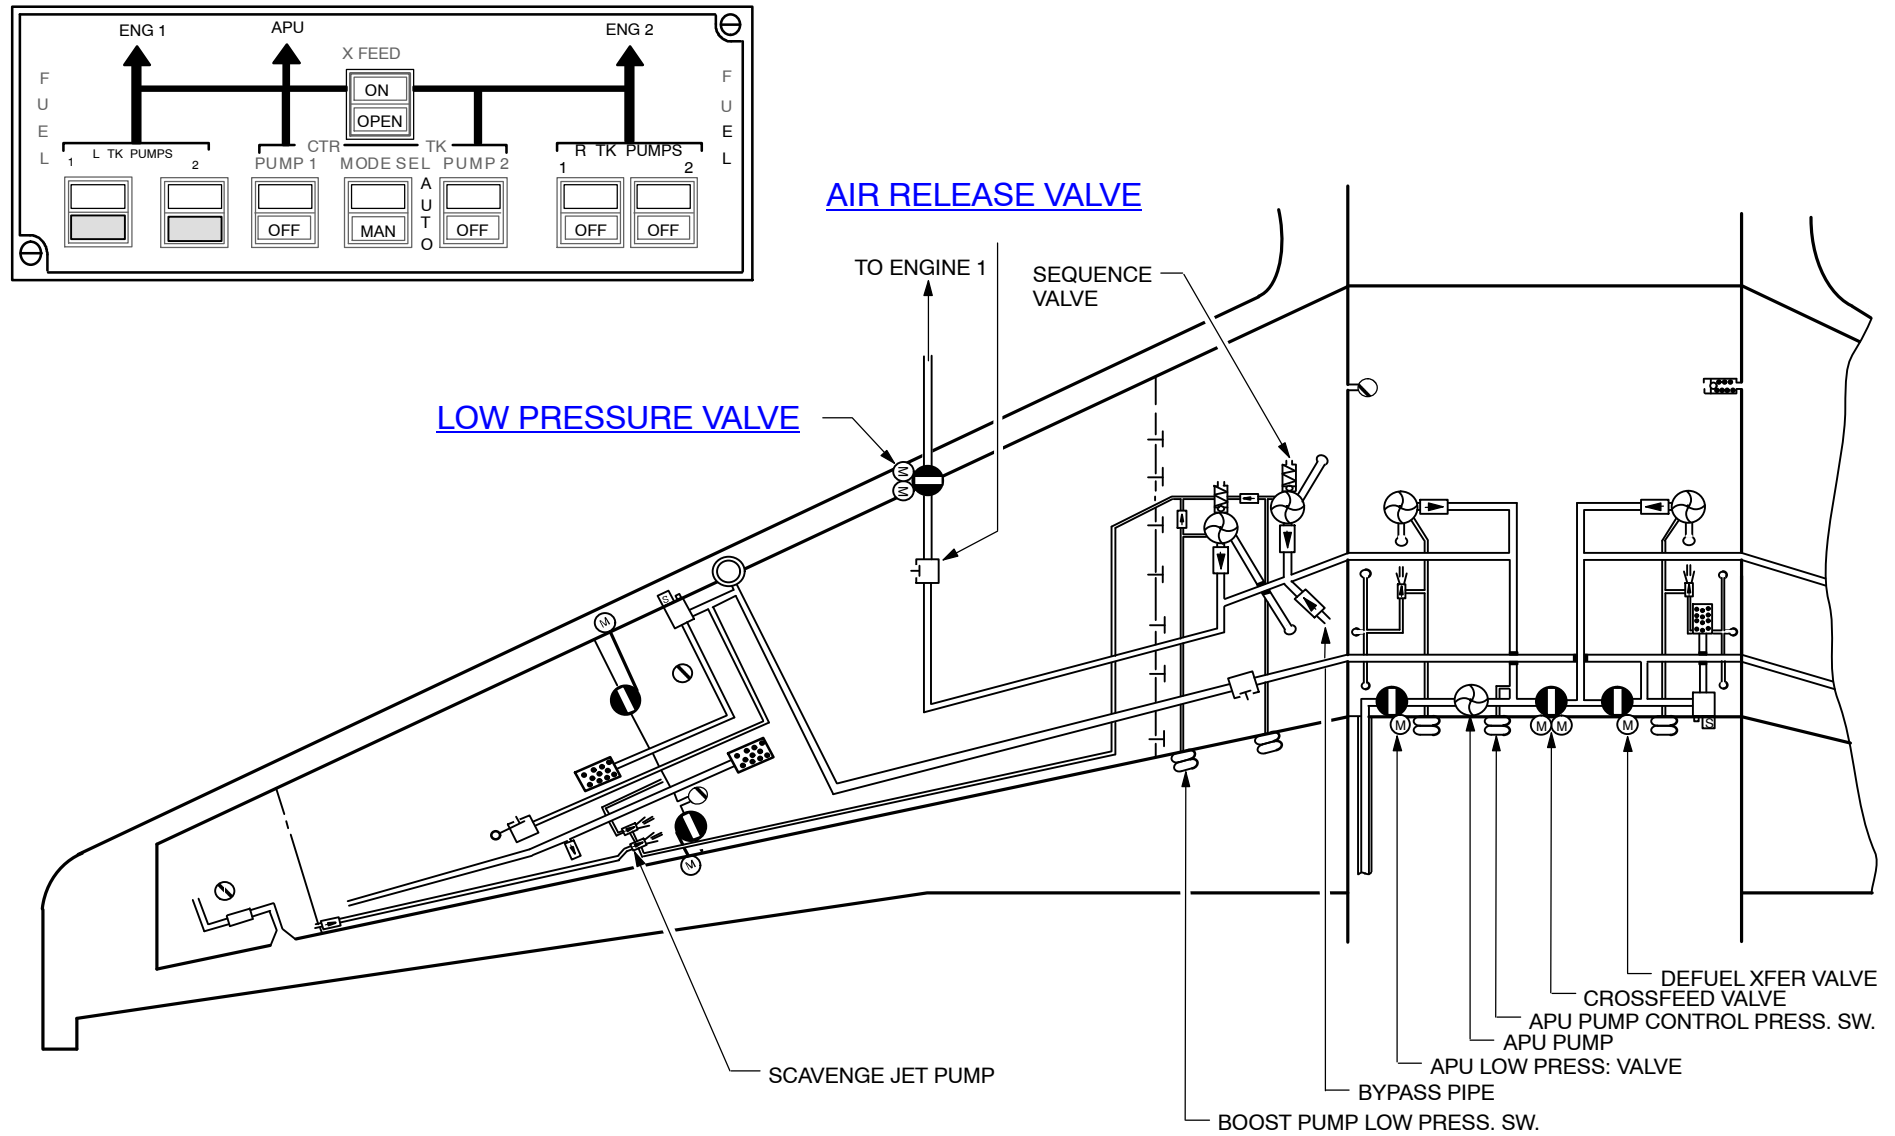 ENG 1
APU
ENG 2
X FEED
FUEL
FUEL
ON
OPEN
L TK PUMPS
1
2
CTR TK
PUMP 1
MODE SEL
PUMP 2
R TK PUMPS
1
2
AUTO
OFF
MAN
OFF
OFF
OFF
AIR RELEASE VALVE
TO ENGINE 1
SEQUENCE
VALVE
LOW PRESSURE VALVE
M
M
S
M
M
M
M M
M
S
DEFUEL XFER VALVE
CROSSFEED VALVE
APU PUMP CONTROL PRESS. SW.
APU PUMP
APU LOW PRESS: VALVE
SCAVENGE JET PUMP
BYPASS PIPE
BOOST PUMP LOW PRESS. SW.